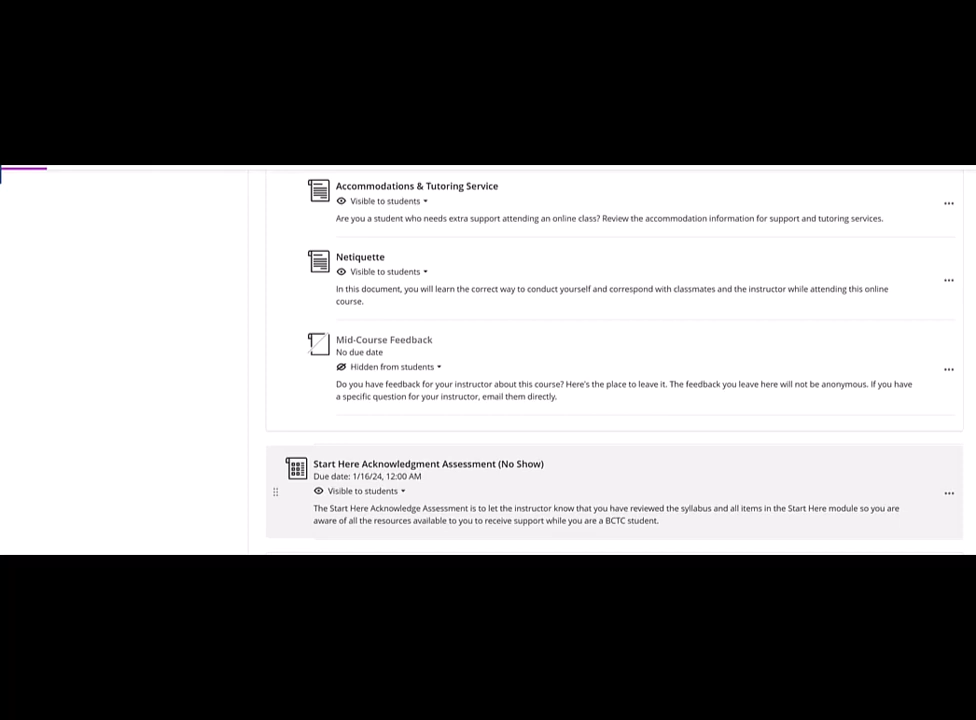 Accommodations & Tutoring Service
Visible to students
Are you a student who needs extra support attending an online class? Review the accommodation information for support and tutoring services.
Netiquette
Visible to students
In this document, you will learn the correct way to conduct yourself and correspond with classmates and the instructor while attending this online
course.
Mid-Course Feedback
No due date
Hidden from students
Do you have feedback for your instructor about this course? Here's the place to leave it. The feedback you leave here will not be anonymous. If you have
a specific question for your instructor, email them directly.
Start Here Acknowledgment Assessment (No Show)
Due date: 1/16/24, 12:00 AM
Visible to students
The Start Here Acknowledge Assessment is to let the instructor know that you have reviewed the syllabus and all items in the Start Here module so you are
aware of all the resources available to you to receive support while you are a BCTC student.